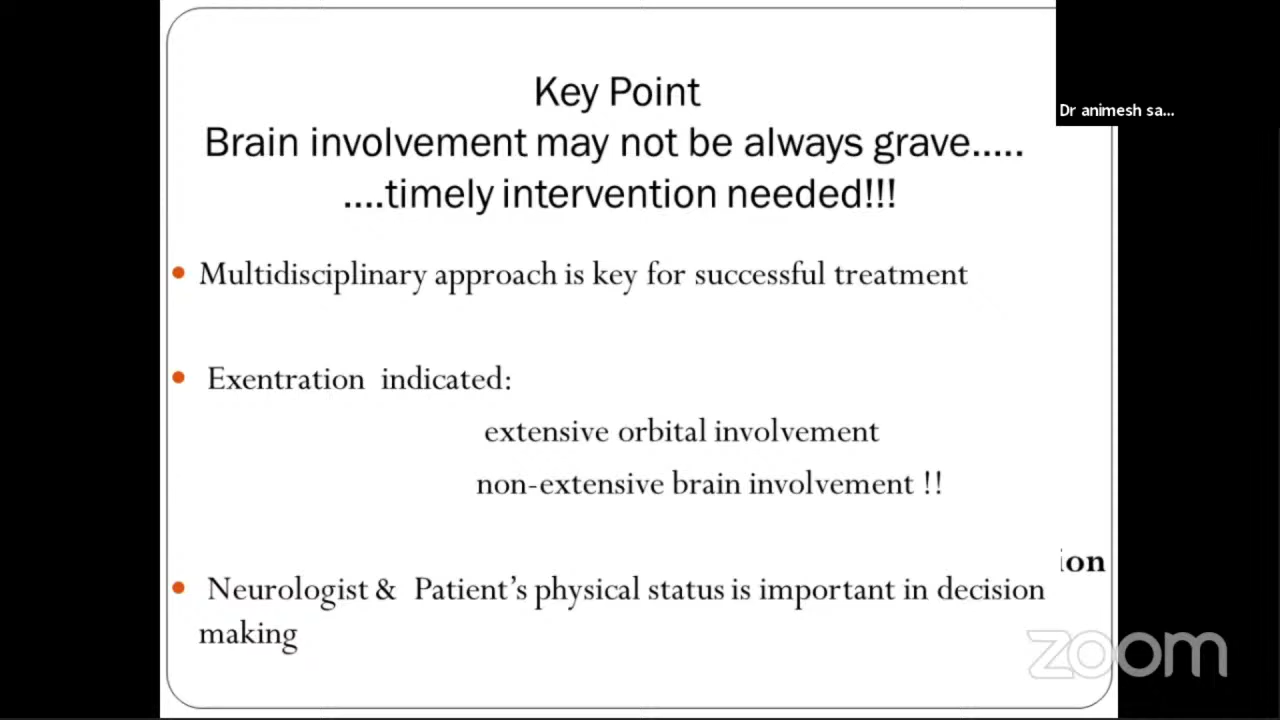 Key Point
Brain involvement may not be always grave.....
....timely intervention needed!!!
Dr animesh sa...
• Multidisciplinary approach is key for successful treatment
• Exentration indicated:
extensive orbital involvement
non-extensive brain involvement !!
ion
• Neurologist & Patient’s physical status is important in decision
making
zoom